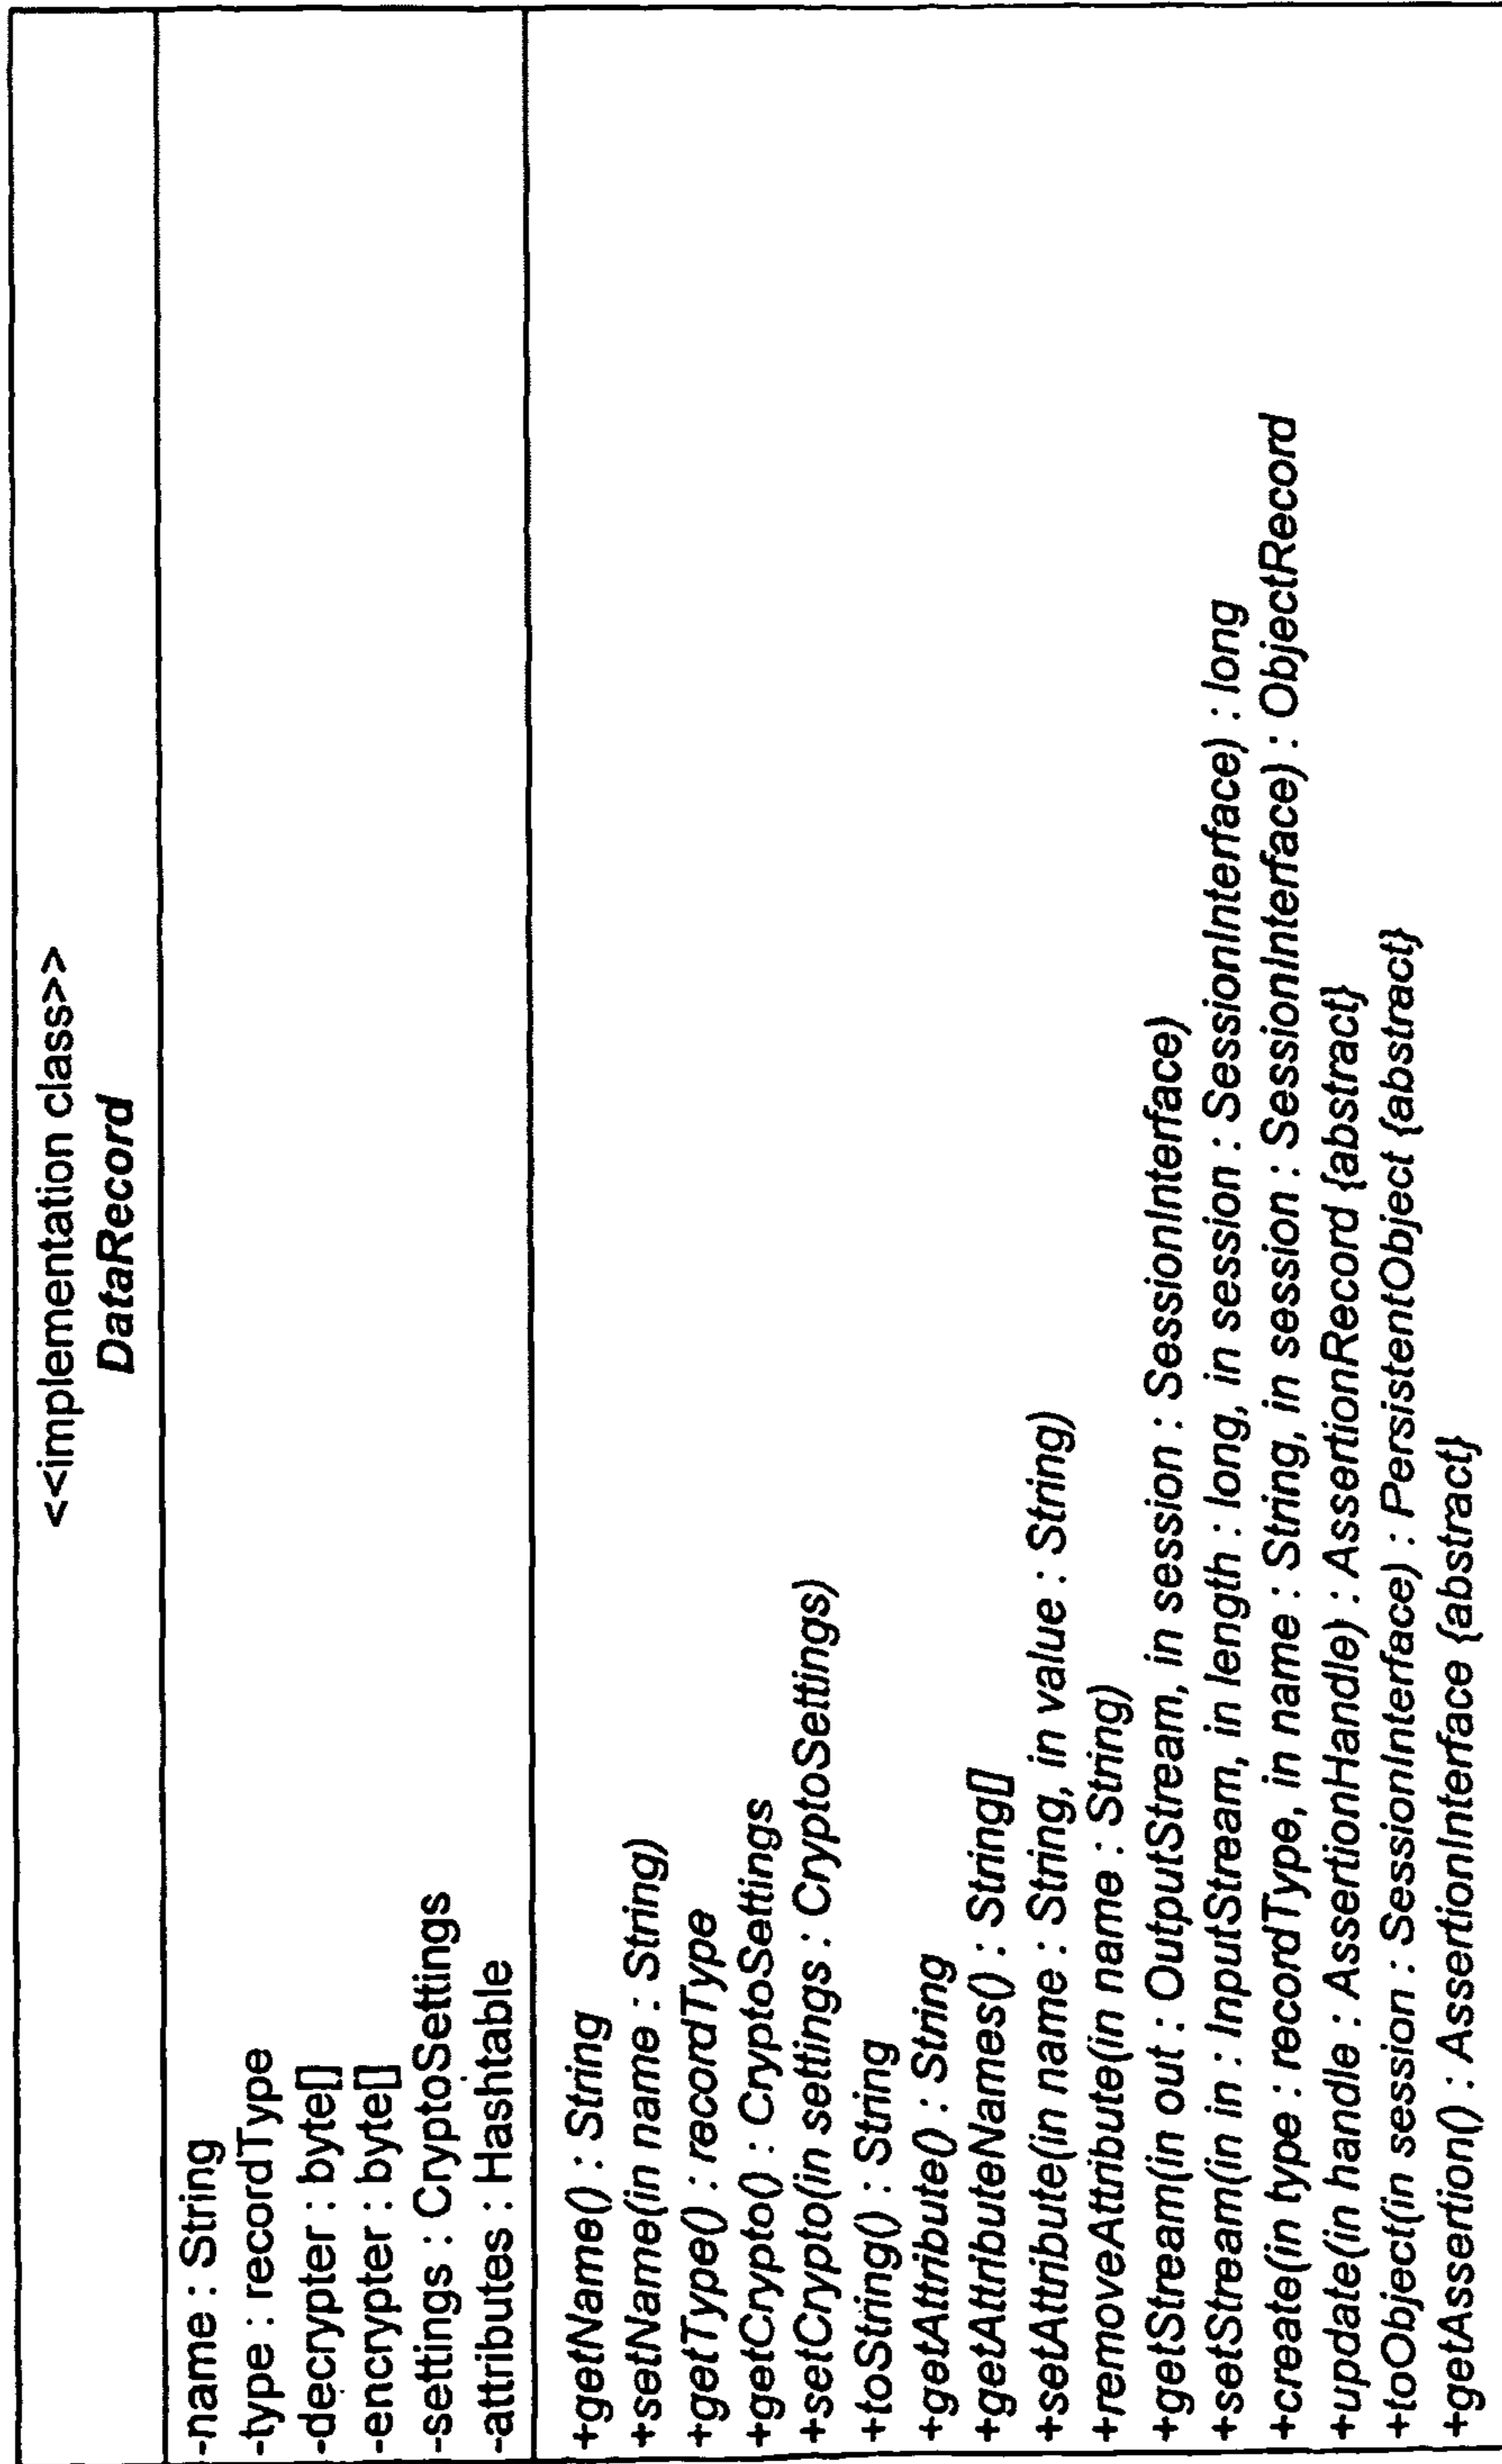 <<implementation class>>
DataRecord
-name : String
-type : recordType
-decrypter : byte[]
-encrypter : byte[]
-settings : CryptoSettings
-attributes : Hashtable
+getName() : String
+setName(in name : String)
+getType() : recordType
+getCrypto() : CryptoSettings
+setCrypto(in settings : CryptoSettings)
+toString() : String
+getAttribute() : String
+getAttributeNames() : String[]
+setAttribute(in name : String, in value : String)
+removeAttribute(in name : String)
+getStream(in out : OutputStream, in session : SessionInterface)
+setStream(in in : InputStream, in length : long, in session : SessionInterface) : long
+create(in type : recordType, in name : String, in session : SessionInterface) : ObjectRecord
+update(in handle : AssertionHandle) : AssertionRecord {abstract}
+toObject(in session : SessionInterface) : PersistentObject {abstract}
+getAssertion() : AssertionInterface {abstract}